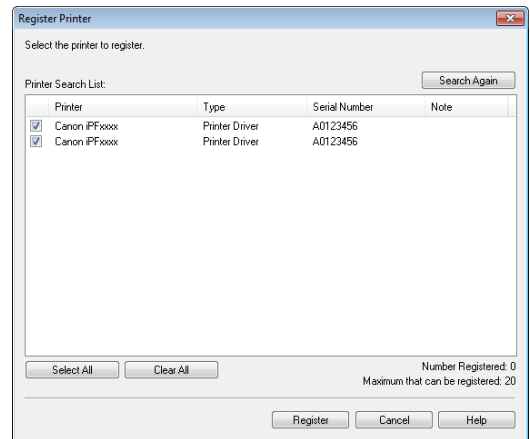 Register Printer
Select the printer to register.
Printer Search List:
Search Again
Printer Type Serial Number Note
Canon iPFxxxx Printer Driver A0123456
Canon iPFxxxx Printer Driver A0123456
Select All Clear All
Number Registered: 0
Maximum that can be registered: 20
Register Cancel Help